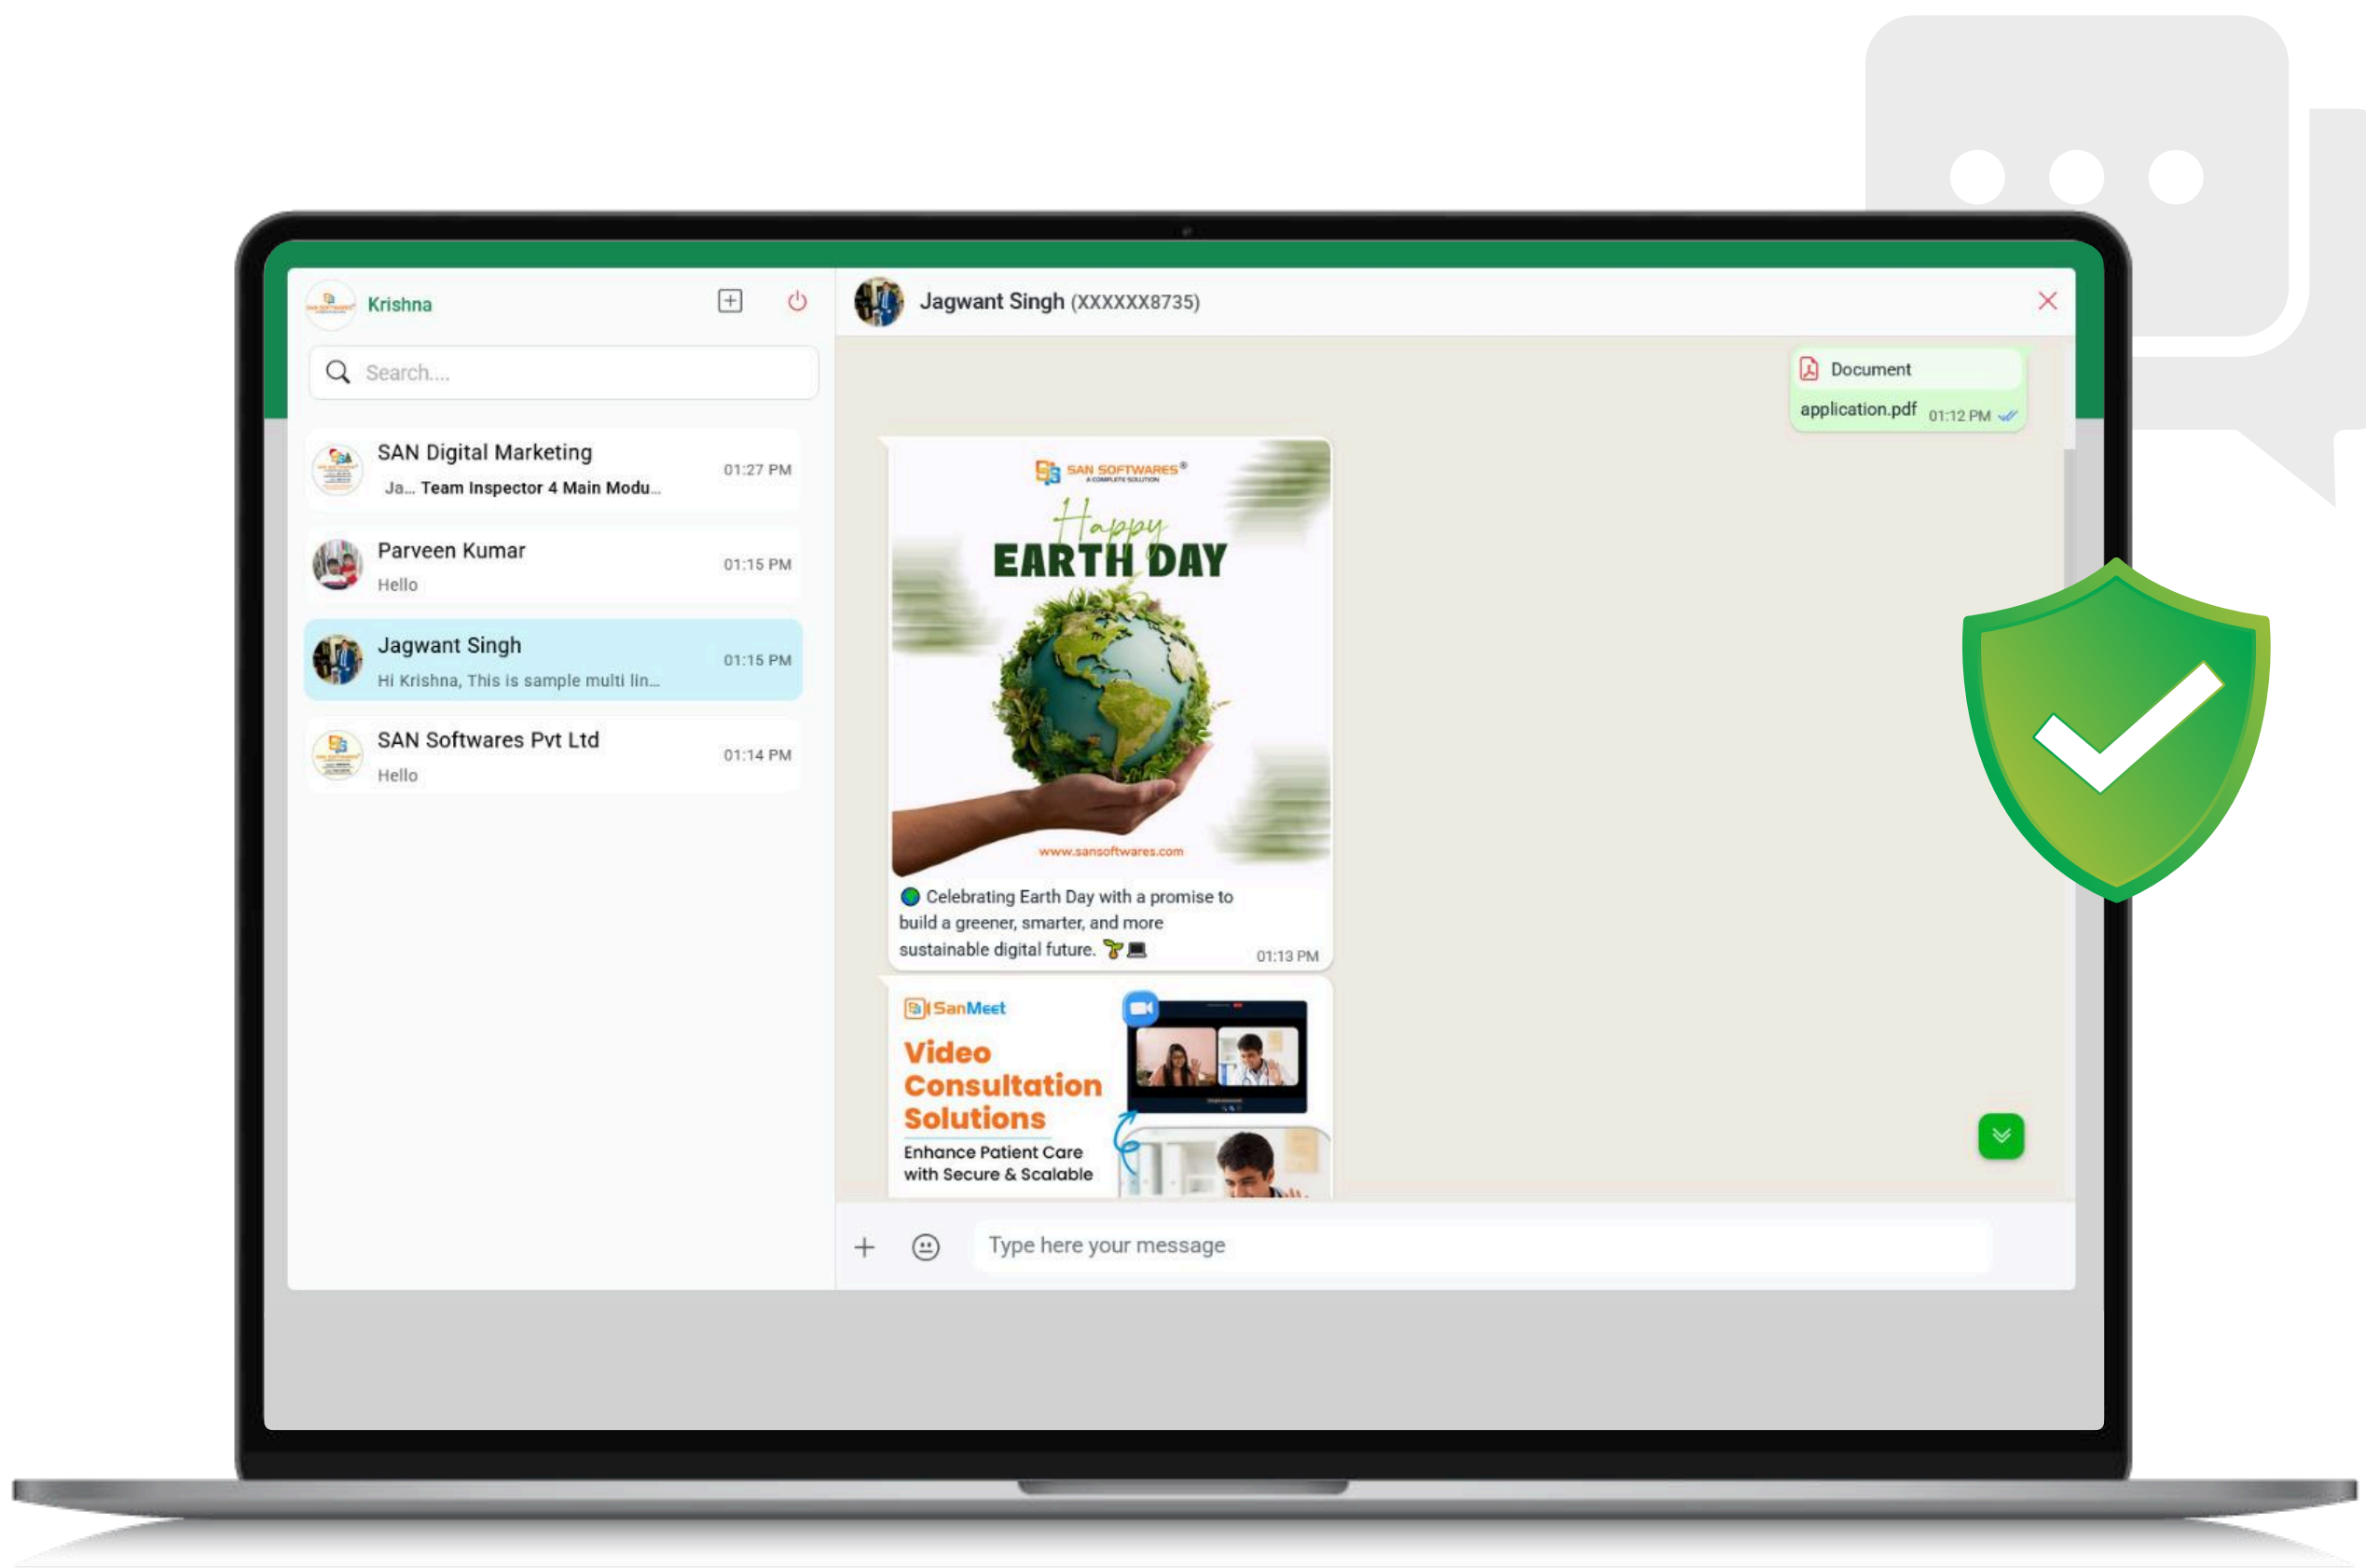 Krishna
Search....
SAN Digital Marketing
01:27 PM
Ja... Team Inspector 4 Main Modu...
Parveen Kumar
01:15 PM
Hello
Jagwant Singh
01:15 PM
Hi Krishna, This is sample multi lin...
SAN Softwares Pvt Ltd
01:14 PM
Hello
Jagwant Singh (XXXXXX8735)
Document
application.pdf 01:12 PM
SAN SOFTWARES®
A COMPLETE SOLUTION
Happy
EARTH DAY
www.sansoftwares.com
Celebrating Earth Day with a promise to
build a greener, smarter, and more
sustainable digital future.
01:13 PM
SanMeet
Video
Consultation
Solutions
Enhance Patient Care
with Secure & Scalable
Type here your message